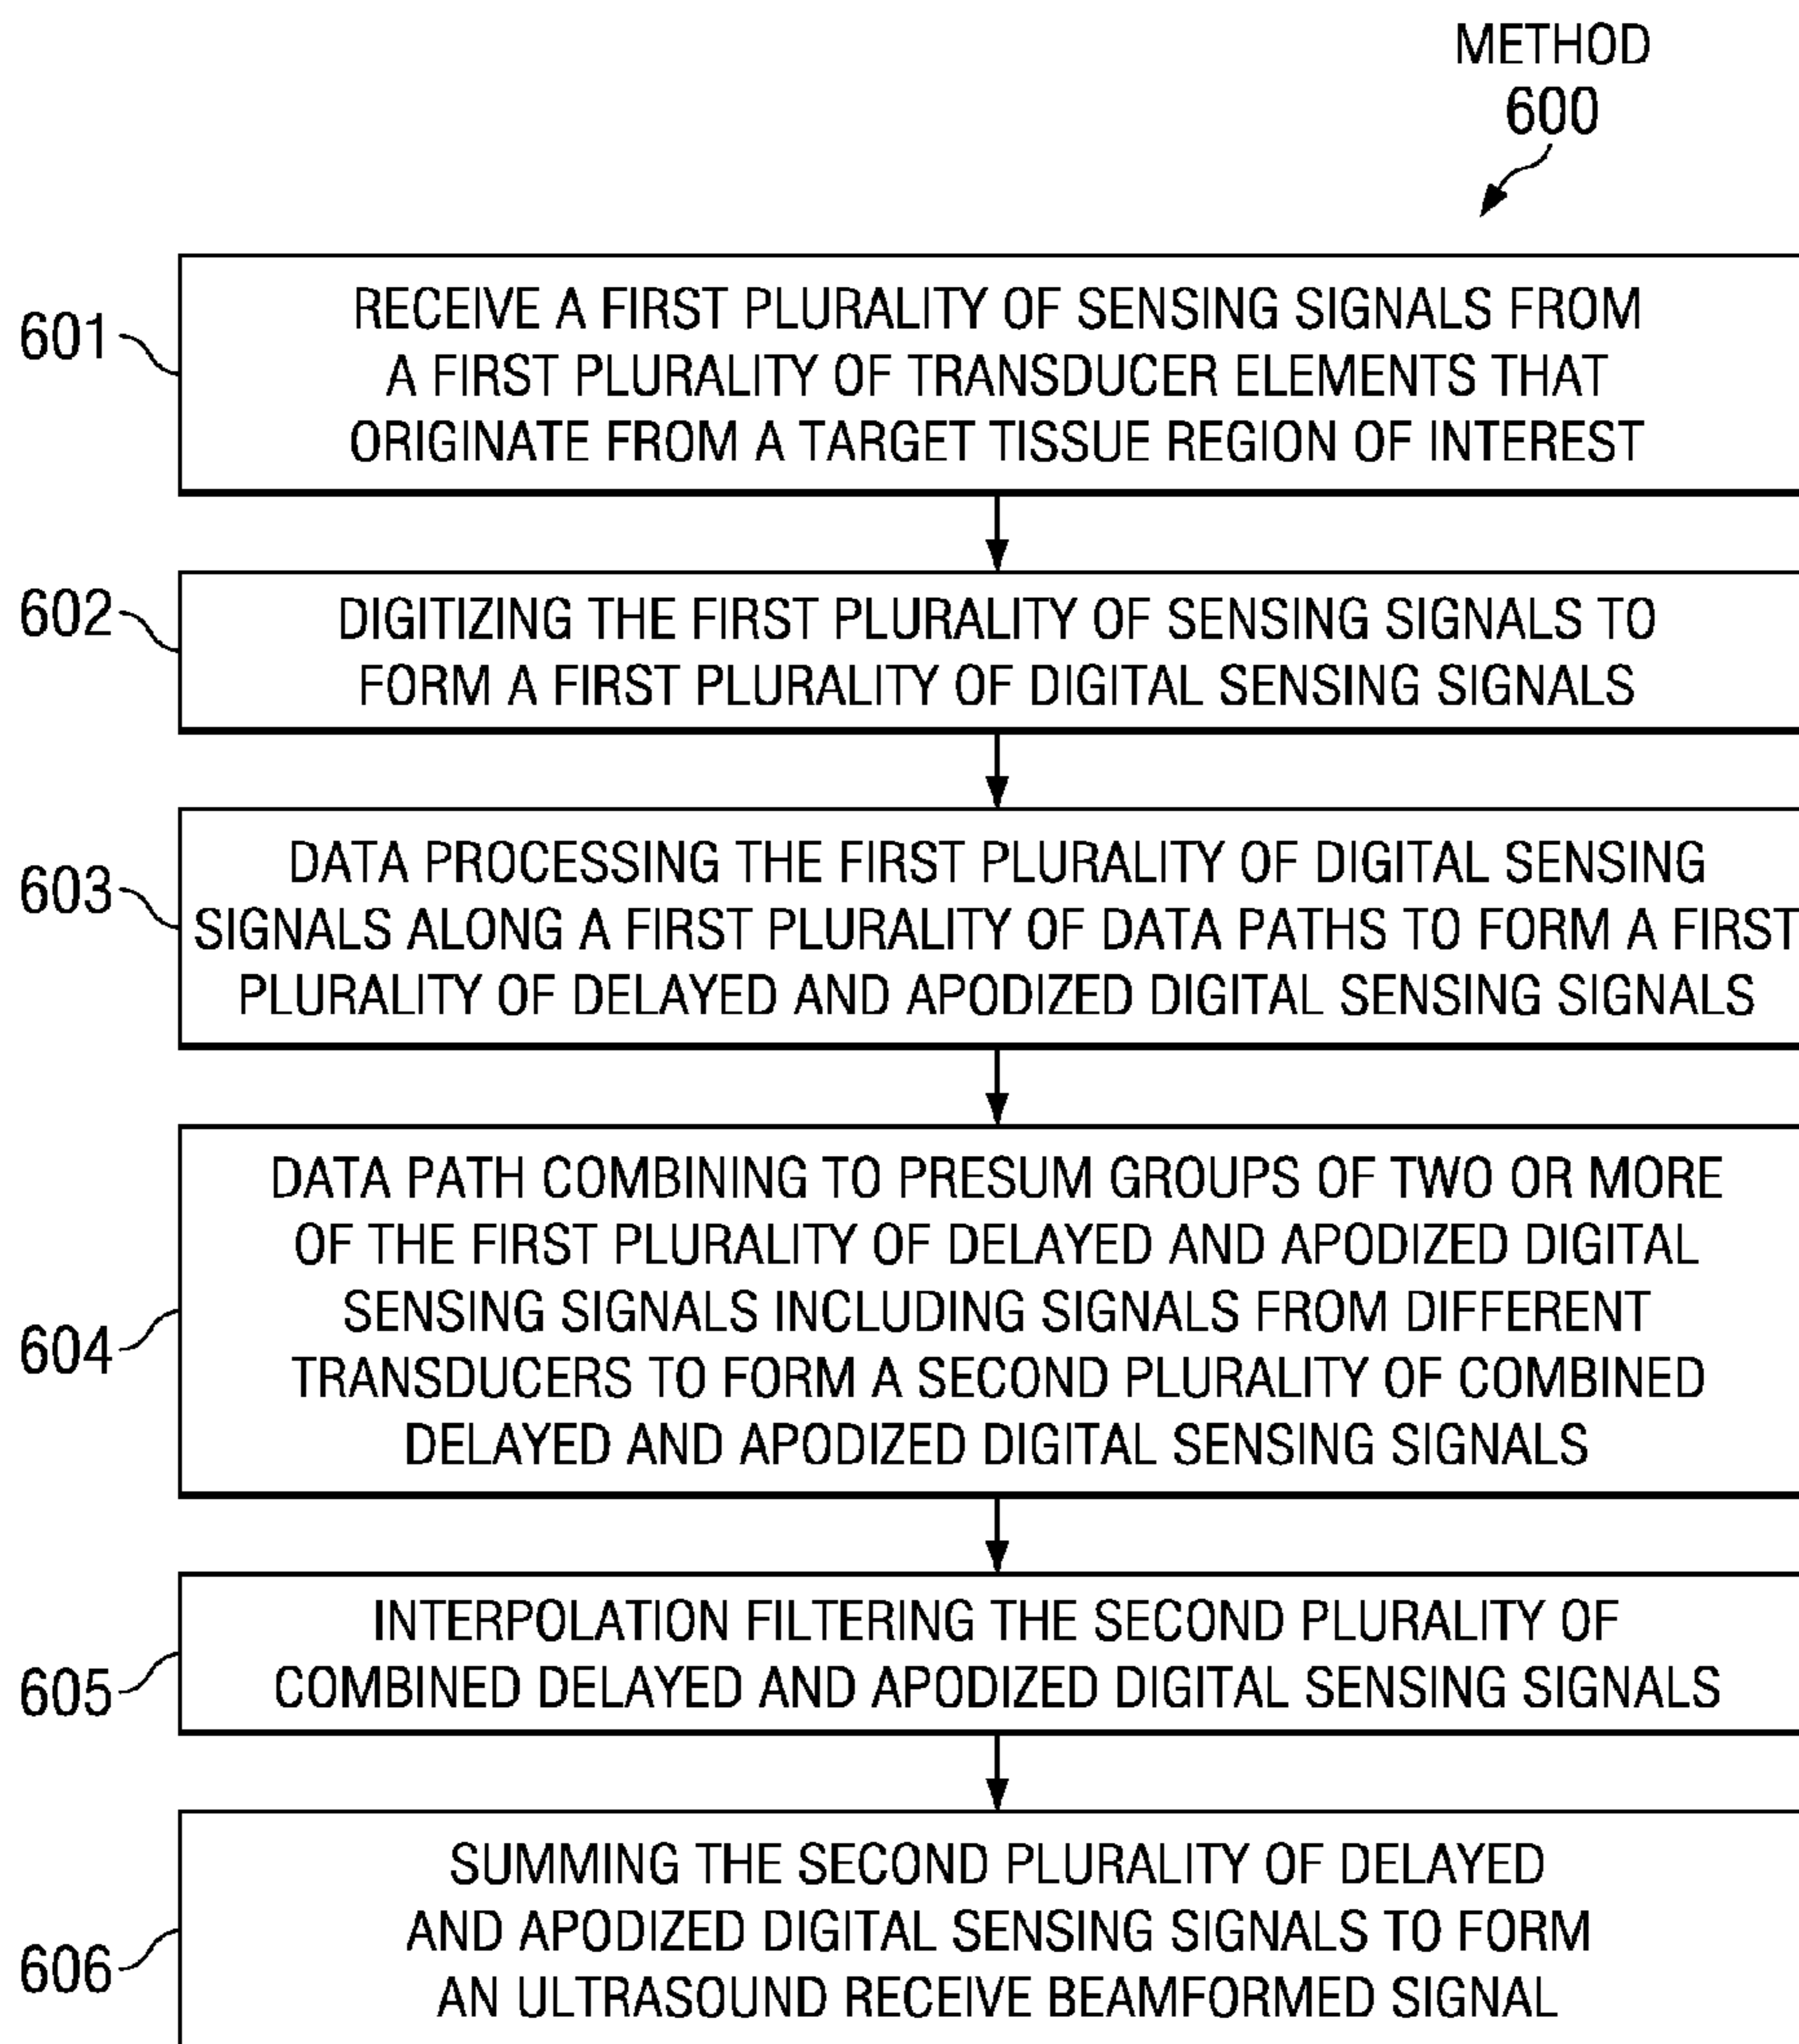 METHOD
600
601
RECEIVE A FIRST PLURALITY OF SENSING SIGNALS FROM
A FIRST PLURALITY OF TRANSDUCER ELEMENTS THAT
ORIGINATE FROM A TARGET TISSUE REGION OF INTEREST
602
DIGITIZING THE FIRST PLURALITY OF SENSING SIGNALS TO
FORM A FIRST PLURALITY OF DIGITAL SENSING SIGNALS
603
DATA PROCESSING THE FIRST PLURALITY OF DIGITAL SENSING
SIGNALS ALONG A FIRST PLURALITY OF DATA PATHS TO FORM A FIRST
PLURALITY OF DELAYED AND APODIZED DIGITAL SENSING SIGNALS
604
DATA PATH COMBINING TO PRESUM GROUPS OF TWO OR MORE
OF THE FIRST PLURALITY OF DELAYED AND APODIZED DIGITAL
SENSING SIGNALS INCLUDING SIGNALS FROM DIFFERENT
TRANSDUCERS TO FORM A SECOND PLURALITY OF COMBINED
DELAYED AND APODIZED DIGITAL SENSING SIGNALS
605
INTERPOLATION FILTERING THE SECOND PLURALITY OF
COMBINED DELAYED AND APODIZED DIGITAL SENSING SIGNALS
606
SUMMING THE SECOND PLURALITY OF DELAYED
AND APODIZED DIGITAL SENSING SIGNALS TO FORM
AN ULTRASOUND RECEIVE BEAMFORMED SIGNAL